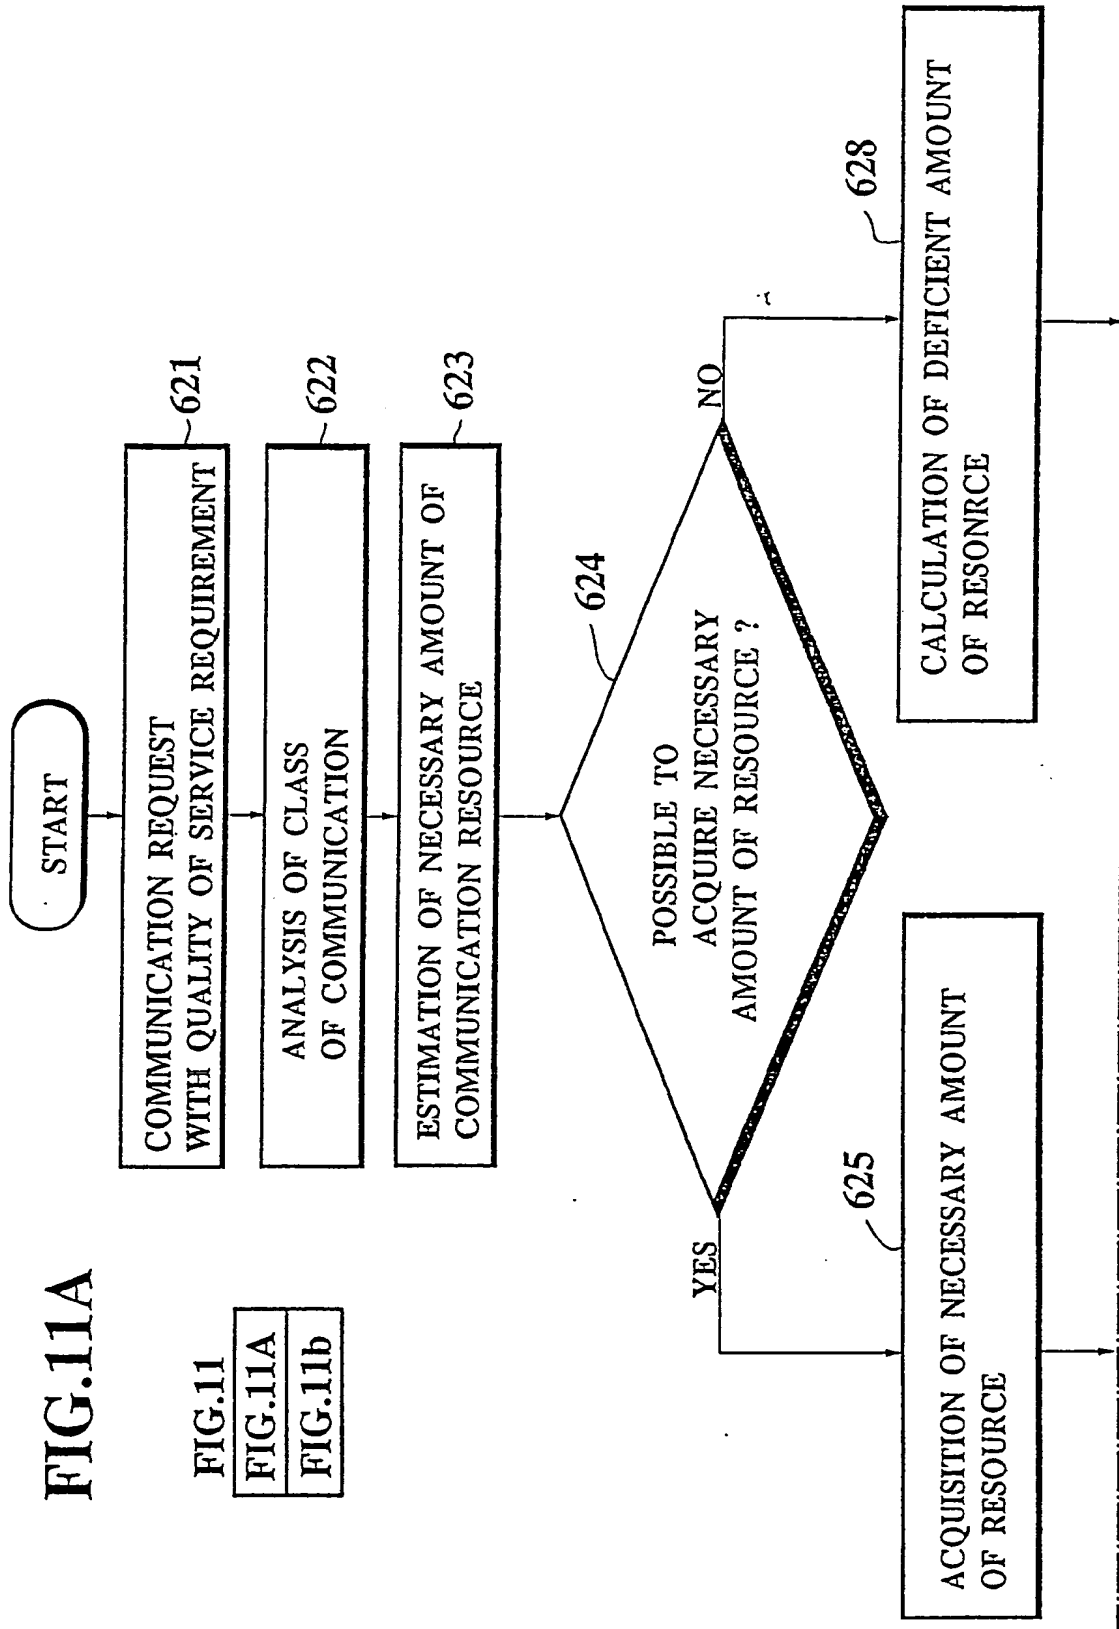 FIG.11A
FIG.11
FIG.11A
FIG.11b
START
COMMUNICATION REQUEST
WITH QUALITY OF SERVICE REQUIREMENT
621
ANALYSIS OF CLASS
OF COMMUNICATION
622
ESTIMATION OF NECESSARY AMOUNT OF
COMMUNICATION RESOURCE
623
624
POSSIBLE TO
ACQUIRE NECESSARY
AMOUNT OF RESOURCE ?
YES
NO
625
ACQUISITION OF NECESSARY AMOUNT
OF RESOURCE
628
CALCULATION OF DEFICIENT AMOUNT
OF RESONRCE